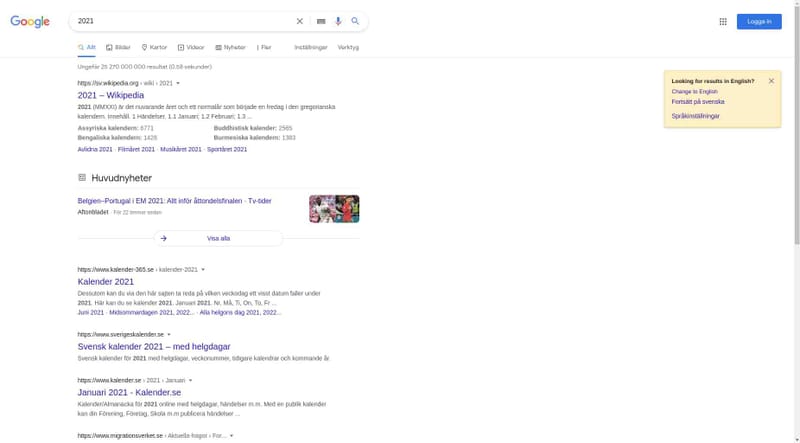 Google
2021
Logga in
Allt
Bilder
Kartor
Videor
Nyheter
Fler
Inställningar
Verktyg
Ungefär 25 270 000 000 resultat (0,68 sekunder)
https://sv.wikipedia.org › wiki › 2021
2021 – Wikipedia
2021 (MMXXI) är det nuvarande året och ett normalår som började en fredag i den gregorianska
kalendern. Innehåll. 1 Händelser. 1.1 Januari; 1.2 Februari; 1.3 ...
Assyriska kalendern: 6771
Buddhistisk kalender: 2565
Bengaliska kalendern: 1428
Burmesiska kalendern: 1383
Avlidna 2021 · Filmåret 2021 · Musikåret 2021 · Sportåret 2021
Looking for results in English?
Change to English
Fortsätt på svenska
Språkinställningar
Huvudnyheter
Belgien–Portugal i EM 2021: Allt inför åttondelsfinalen · Tv-tider
Aftonbladet · För 22 timmar sedan
Visa alla
https://www.kalender-365.se › kalender-2021
Kalender 2021
Dessutom kan du via den här sajten ta reda på vilken veckodag ett visst datum faller under
2021. Här kan du se kalender 2021. Januari 2021. Nr, Må, Ti, On, To, Fr ...
Juni 2021 · Midsommardagen 2021, 2022... · Alla helgons dag 2021, 2022...
https://www.sverigeskalender.se
Svensk kalender 2021 – med helgdagar
Svensk kalender för 2021 med helgdagar, veckonummer, tidigare kalendrar och kommande år.
https://www.kalender.se › 2021 › Januari
Januari 2021 - Kalender.se
Kalender/Almanacka för 2021 online med helgdagar, händelser m.m. Med en publik kalender
kan din Förening, Företag, Skola m.m publicera händelser ...
https://www.migrationsverket.se › Aktuella fragor › For...